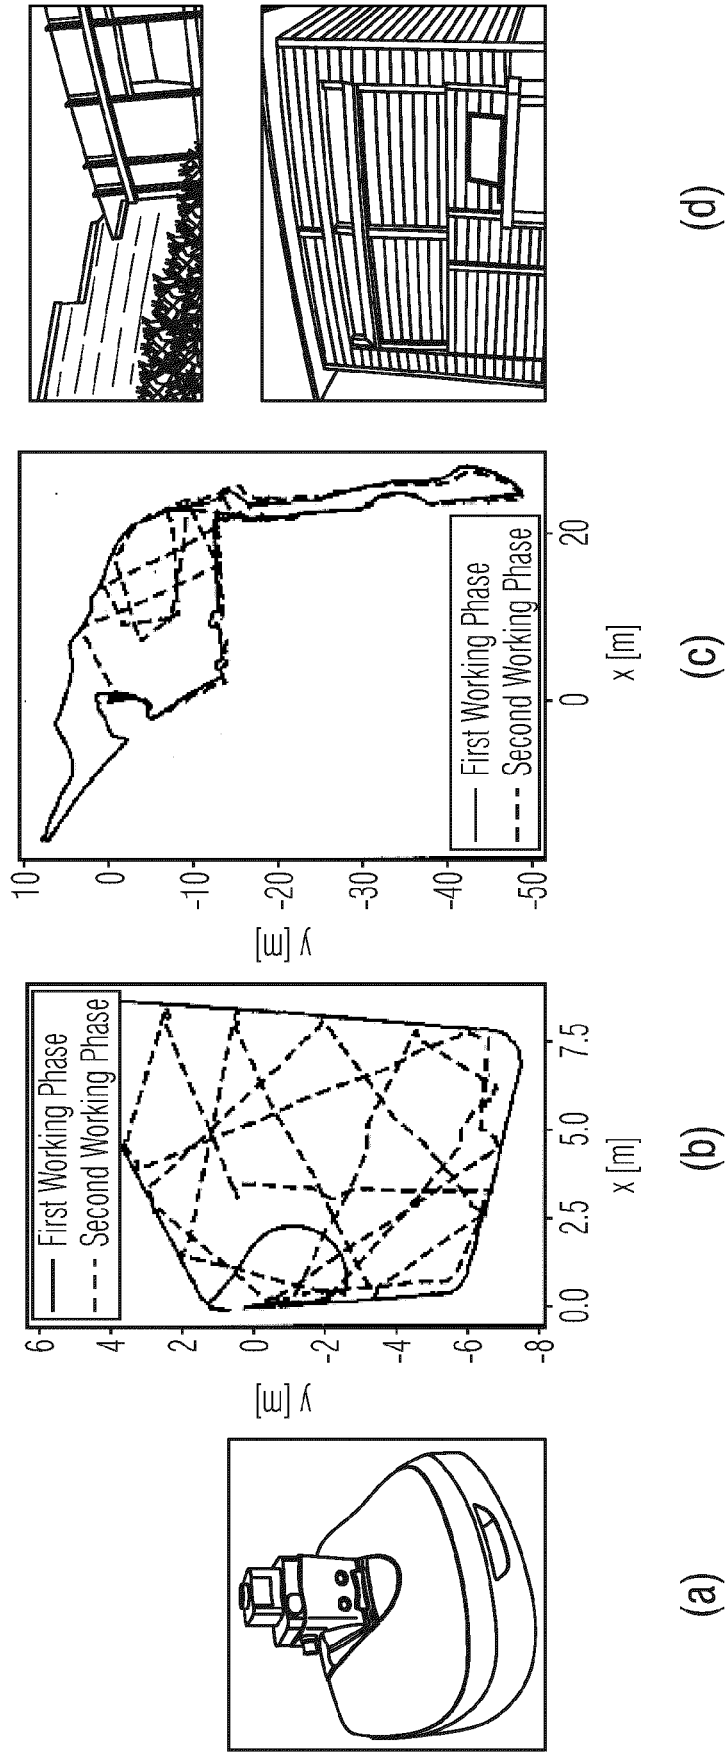 (a)
y [m]
6
4
2
0
-2
-4
-6
-8
First Working Phase
Second Working Phase
0.0 2.5 5.0 7.5
x [m]
(b)
y [m]
10
0
-10
-20
-30
-40
-50
First Working Phase
Second Working Phase
0 20
x [m]
(c)
(d)